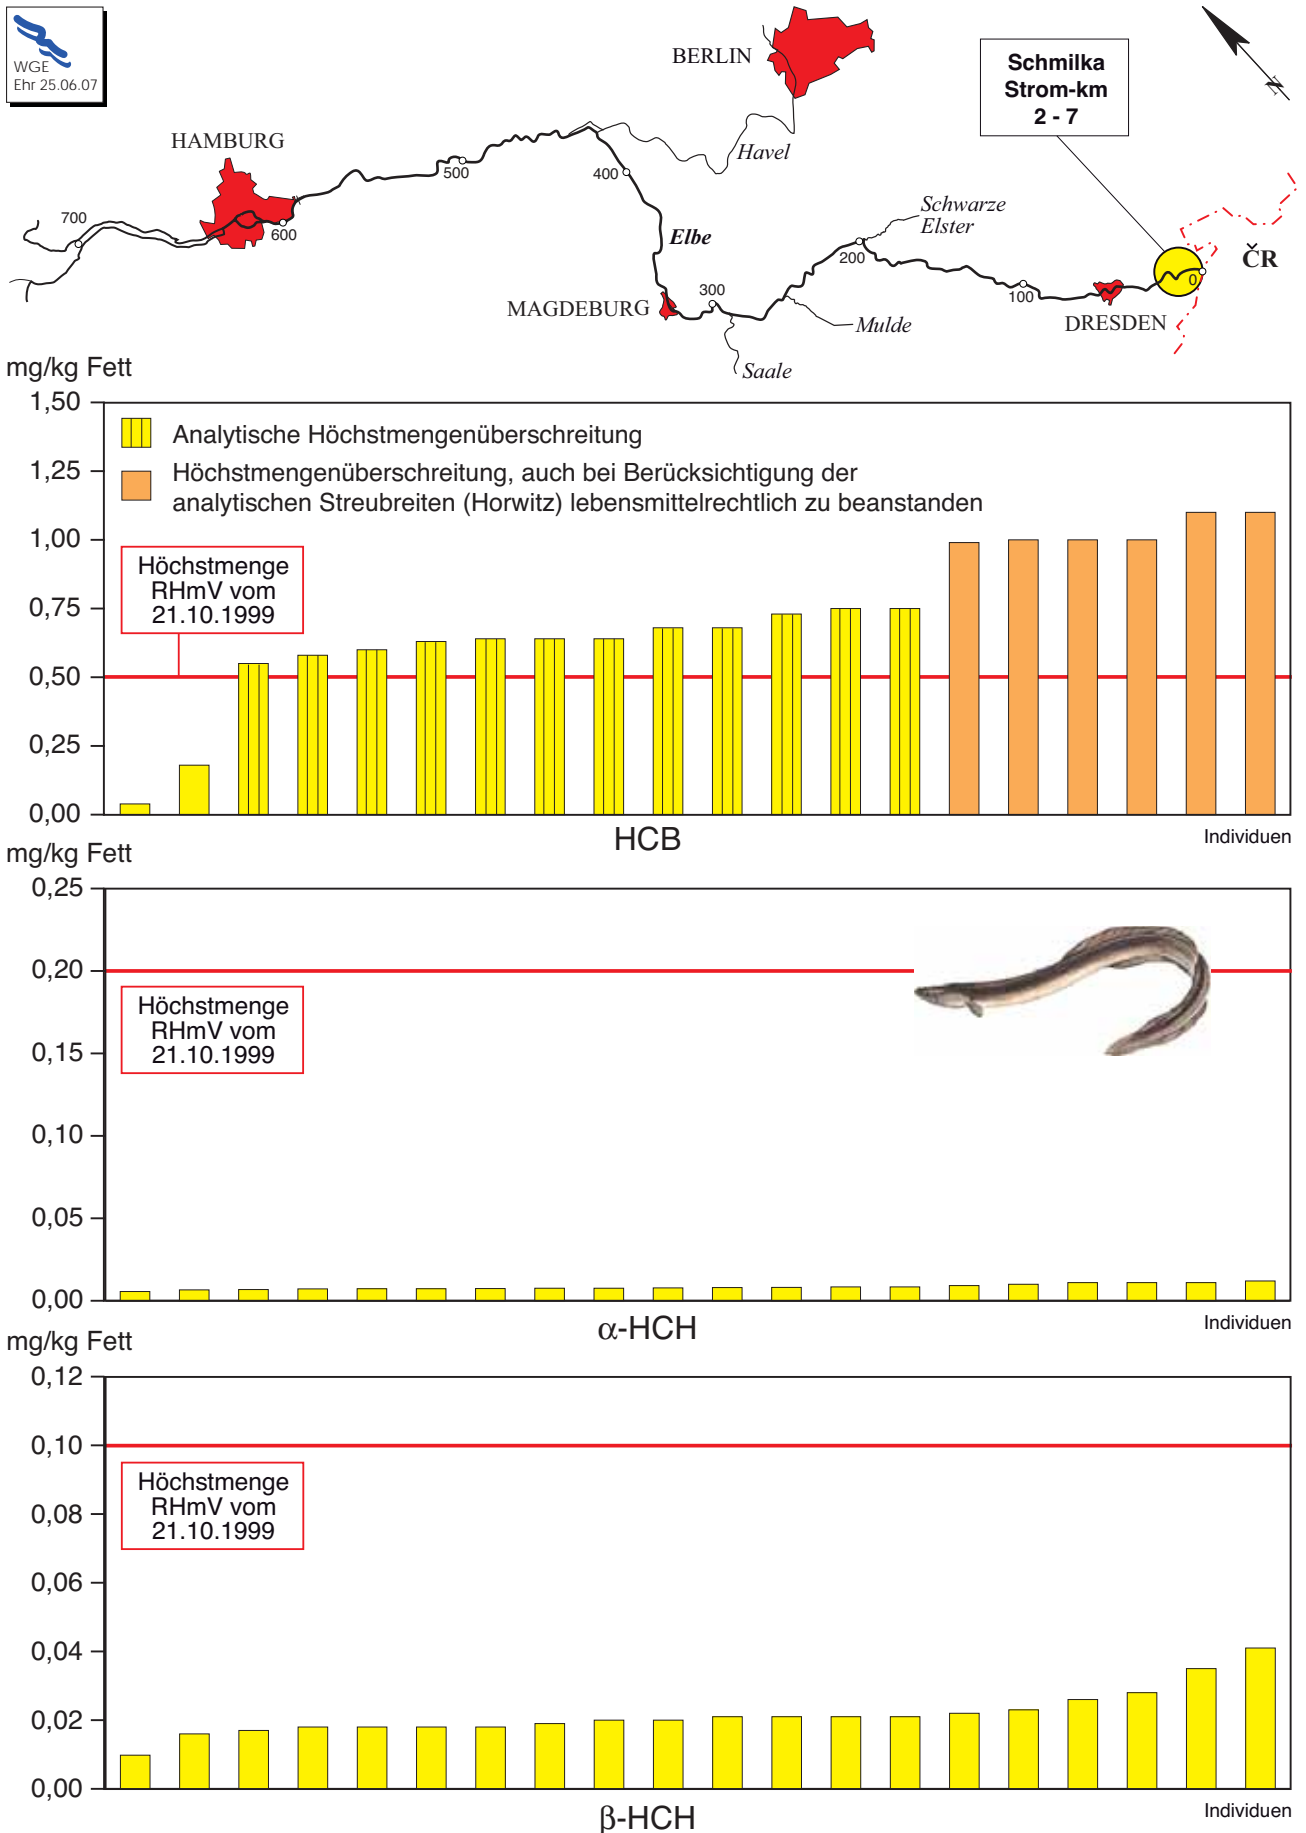 WGE
Ehr 25.06.07
BERLIN
Schmilka
Strom-km
2 - 7
N
HAMBURG
Havel
500
400
Schwarze
Elster
700
600
Elbe
200
ČR
300
100
0
MAGDEBURG
Mulde
DRESDEN
Saale
mg/kg Fett
1,50
Analytische Höchstmengenüberschreitung
1,25
Höchstmengenüberschreitung, auch bei Berücksichtigung der
analytischen Streubreiten (Horwitz) lebensmittelrechtlich zu beanstanden
1,00
Höchstmenge
RHmV vom
21.10.1999
0,75
0,50
0,25
0,00
HCB
Individuen
mg/kg Fett
0,25
0,20
Höchstmenge
RHmV vom
21.10.1999
0,15
0,10
0,05
0,00
α-HCH
Individuen
mg/kg Fett
0,12
0,10
Höchstmenge
RHmV vom
21.10.1999
0,08
0,06
0,04
0,02
0,00
β-HCH
Individuen